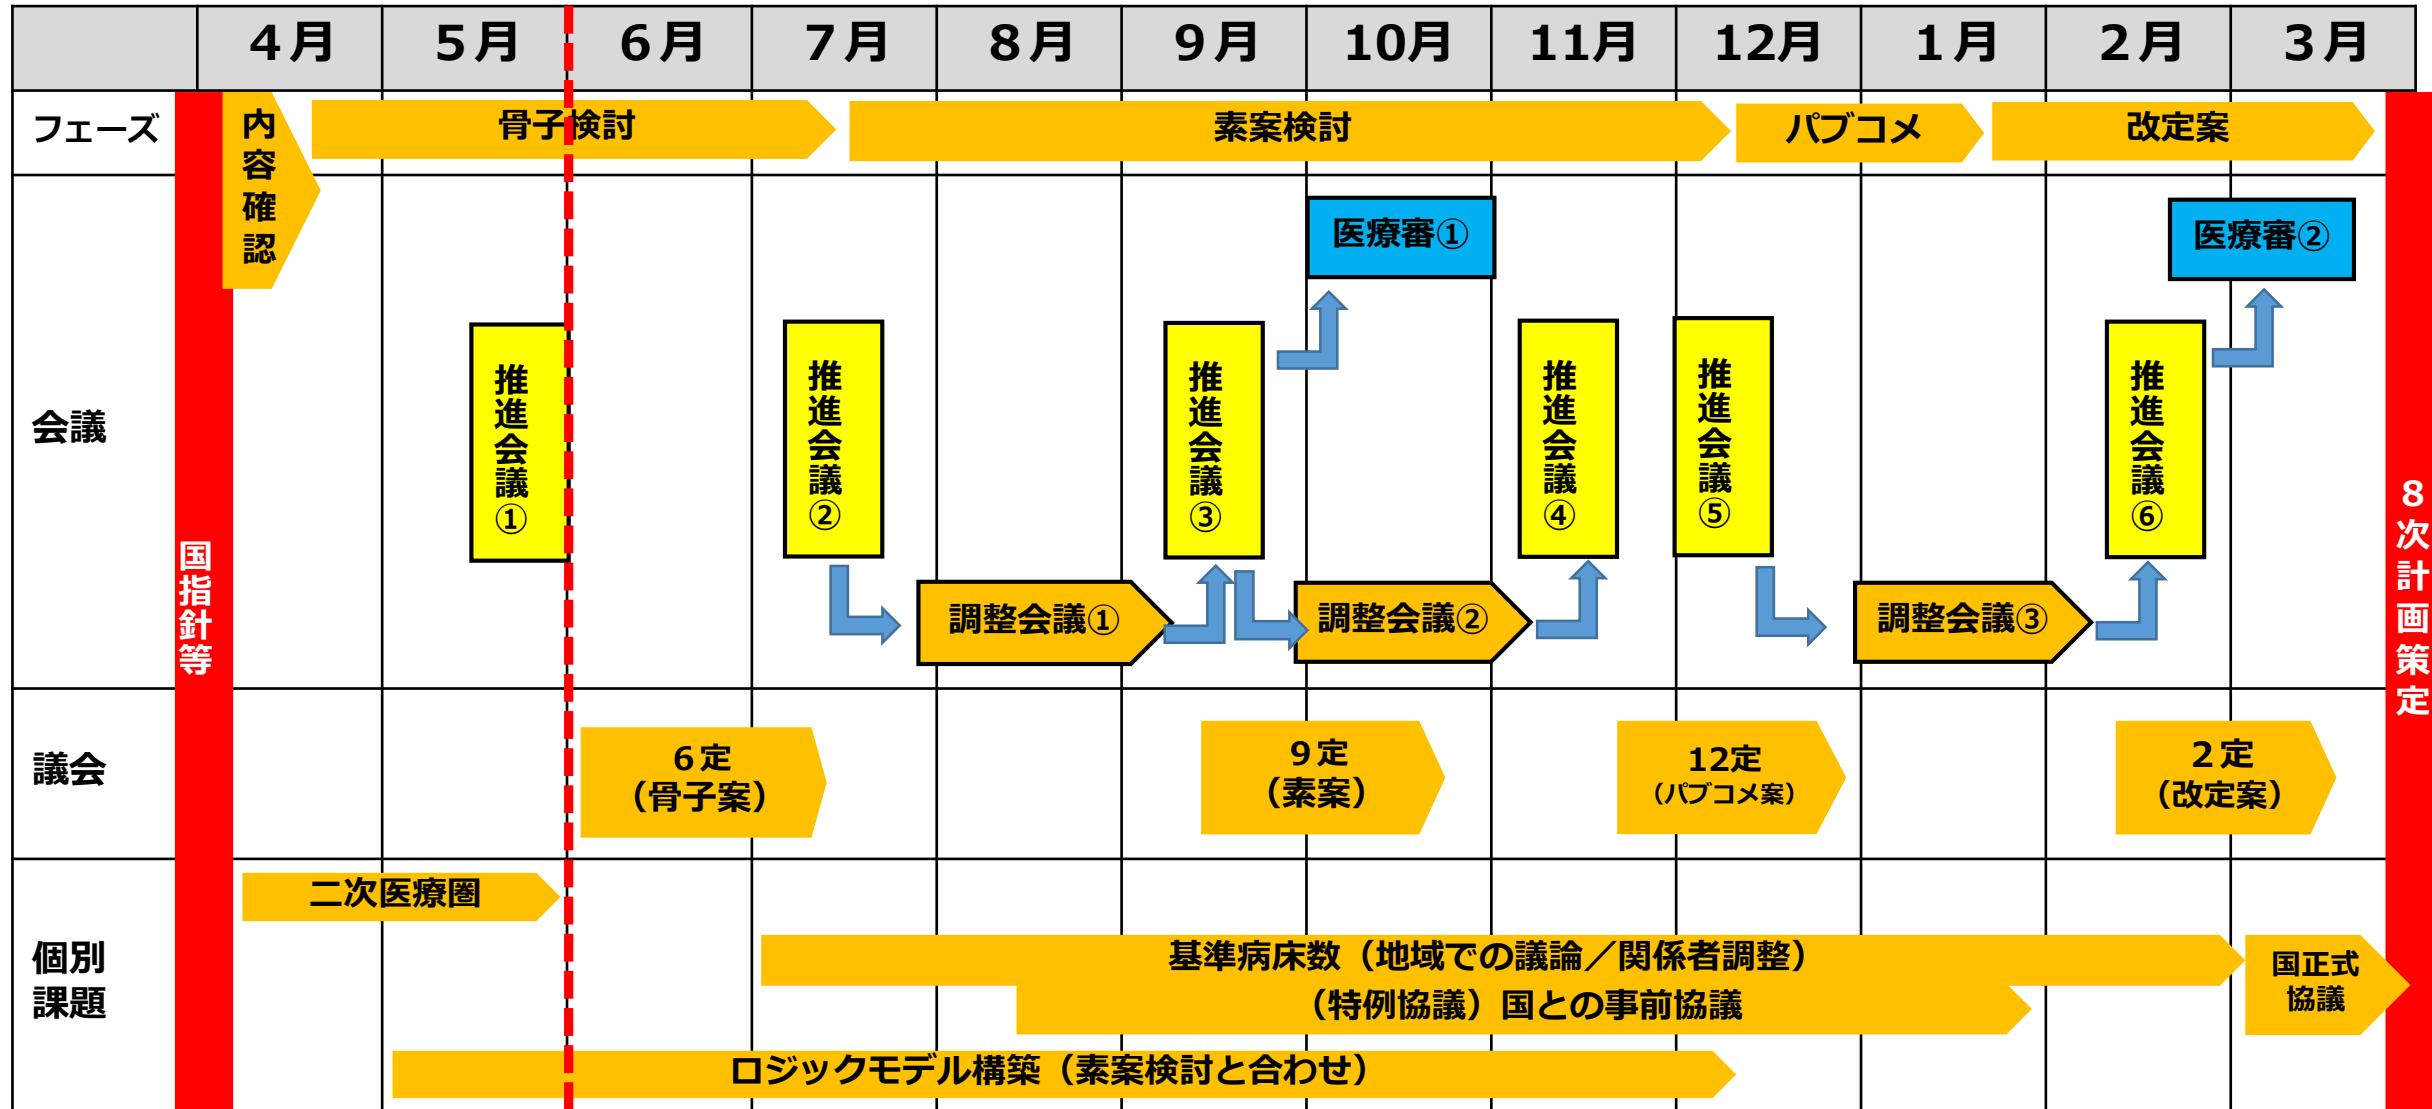 4月 5月 6月 7月 8月 9月 10月 11月 12月 1月 2月 3月
フェーズ
内容確認
骨子検討
素案検討
パブコメ
改定案
会議
医療審①
医療審②
推進会議①
推進会議②
推進会議③
推進会議④
推進会議⑤
推進会議⑥
調整会議①
調整会議②
調整会議③
国指針等
8次計画策定
議会
6定
（骨子案）
9定
（素案）
12定
（パブコメ案）
2定
（改定案）
個別
課題
二次医療圏
基準病床数（地域での議論／関係者調整）
（特例協議）国との事前協議
国正式
協議
ロジックモデル構築（素案検討と合わせ）